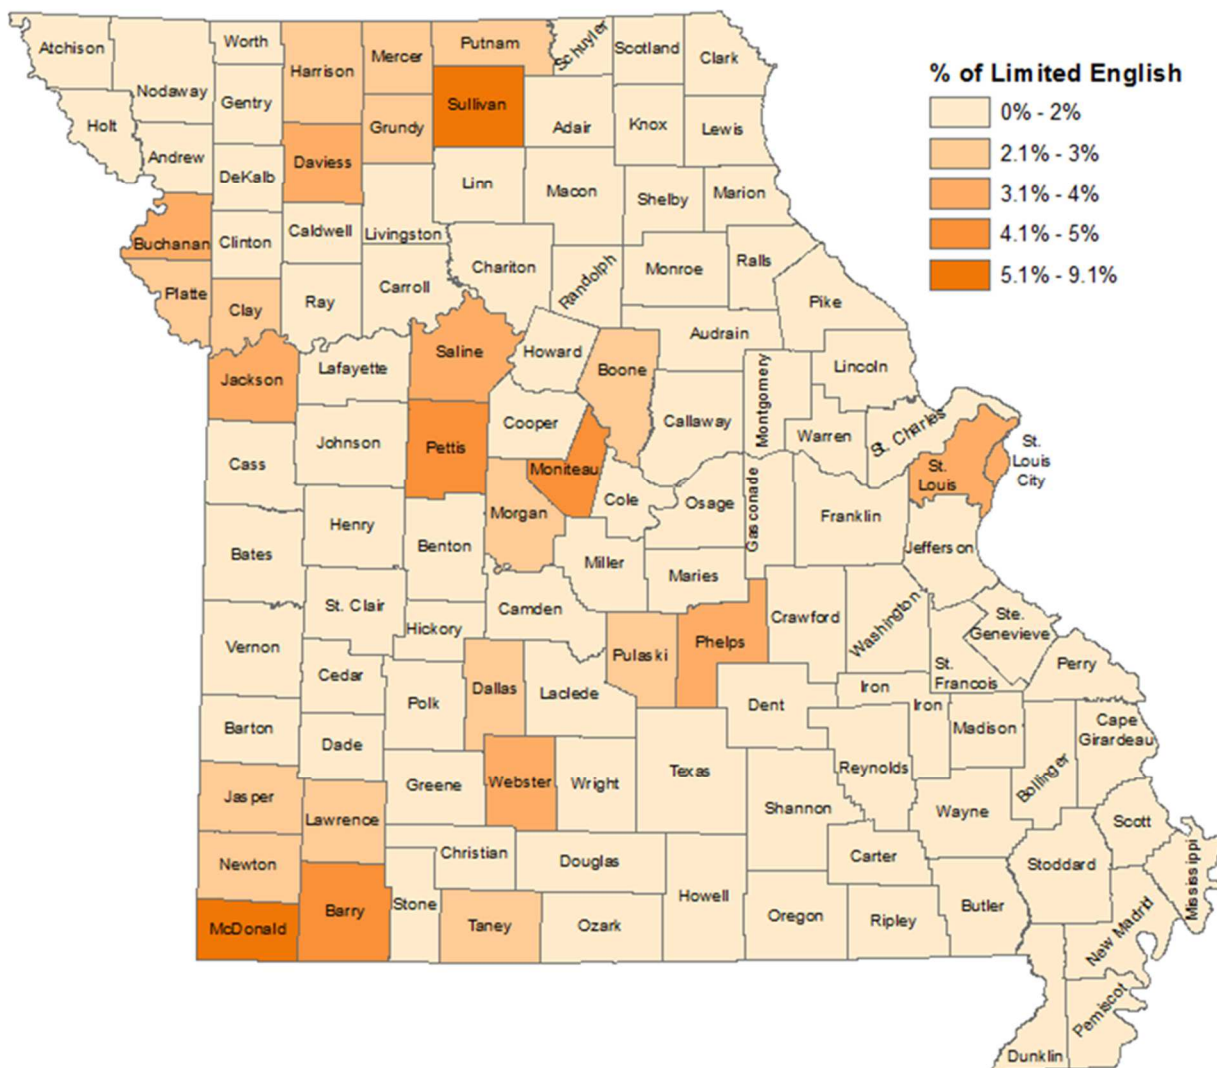 % of Limited English
0% - 2%
2.1% - 3%
3.1% - 4%
4.1% - 5%
5.1% - 9.1%
Atchison
Nodaway
Worth
Harrison
Mercer
Putnam
Schuyler
Scotland
Clark
Holt
Andrew
Gentry
DeKalb
Daviess
Grundy
Sullivan
Adair
Knox
Lewis
Buchanan
Clinton
Caldwell
Livingston
Linn
Macon
Shelby
Marion
Platte
Clay
Ray
Carroll
Chariton
Randolph
Monroe
Ralls
Pike
Jackson
Lafayette
Saline
Howard
Boone
Audrain
Montgomery
Lincoln
Cass
Johnson
Pettis
Cooper
Moniteau
Callaway
Warren
St. Charles
St.
Louis
St.
Louis
City
Bates
Henry
Benton
Morgan
Cole
Osage
Gasconade
Franklin
Jefferson
Miller
Maries
Vernon
St. Clair
Hickory
Camden
Pulaski
Phelps
Crawford
Washington
Ste.
Genevieve
St.
Francois
Perry
Cedar
Polk
Dallas
Laclede
Dent
Iron
Iron
Madison
Cape
Girardeau
Bollinger
Barton
Dade
Greene
Webster
Wright
Texas
Shannon
Reynolds
Wayne
Scott
Mississippi
Jasper
Lawrence
Christian
Douglas
Howell
Carter
Stoddard
Newton
McDonald
Barry
Stone
Taney
Ozark
Oregon
Ripley
Butler
New Madrid
Pemiscot
Dunklin